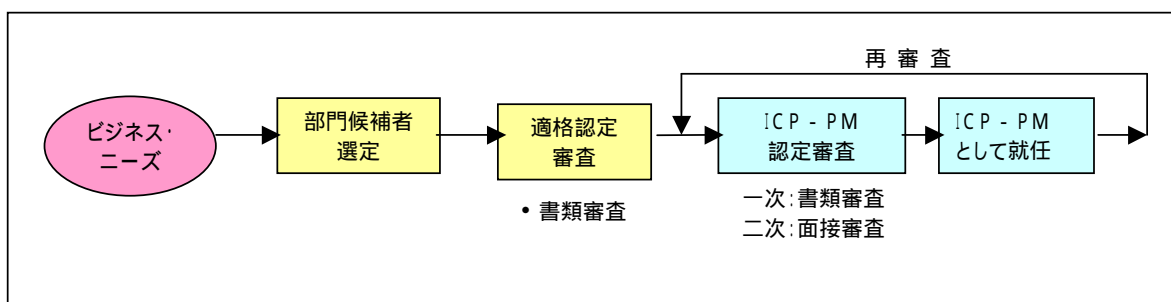 再 審 査
ビジネス・
ニーズ
部門候補者
選定
適格認定
審査
ICP - PM
認定審査
ICP - PM
として就任
• 書類審査
一次:書類審査
二次:面接審査